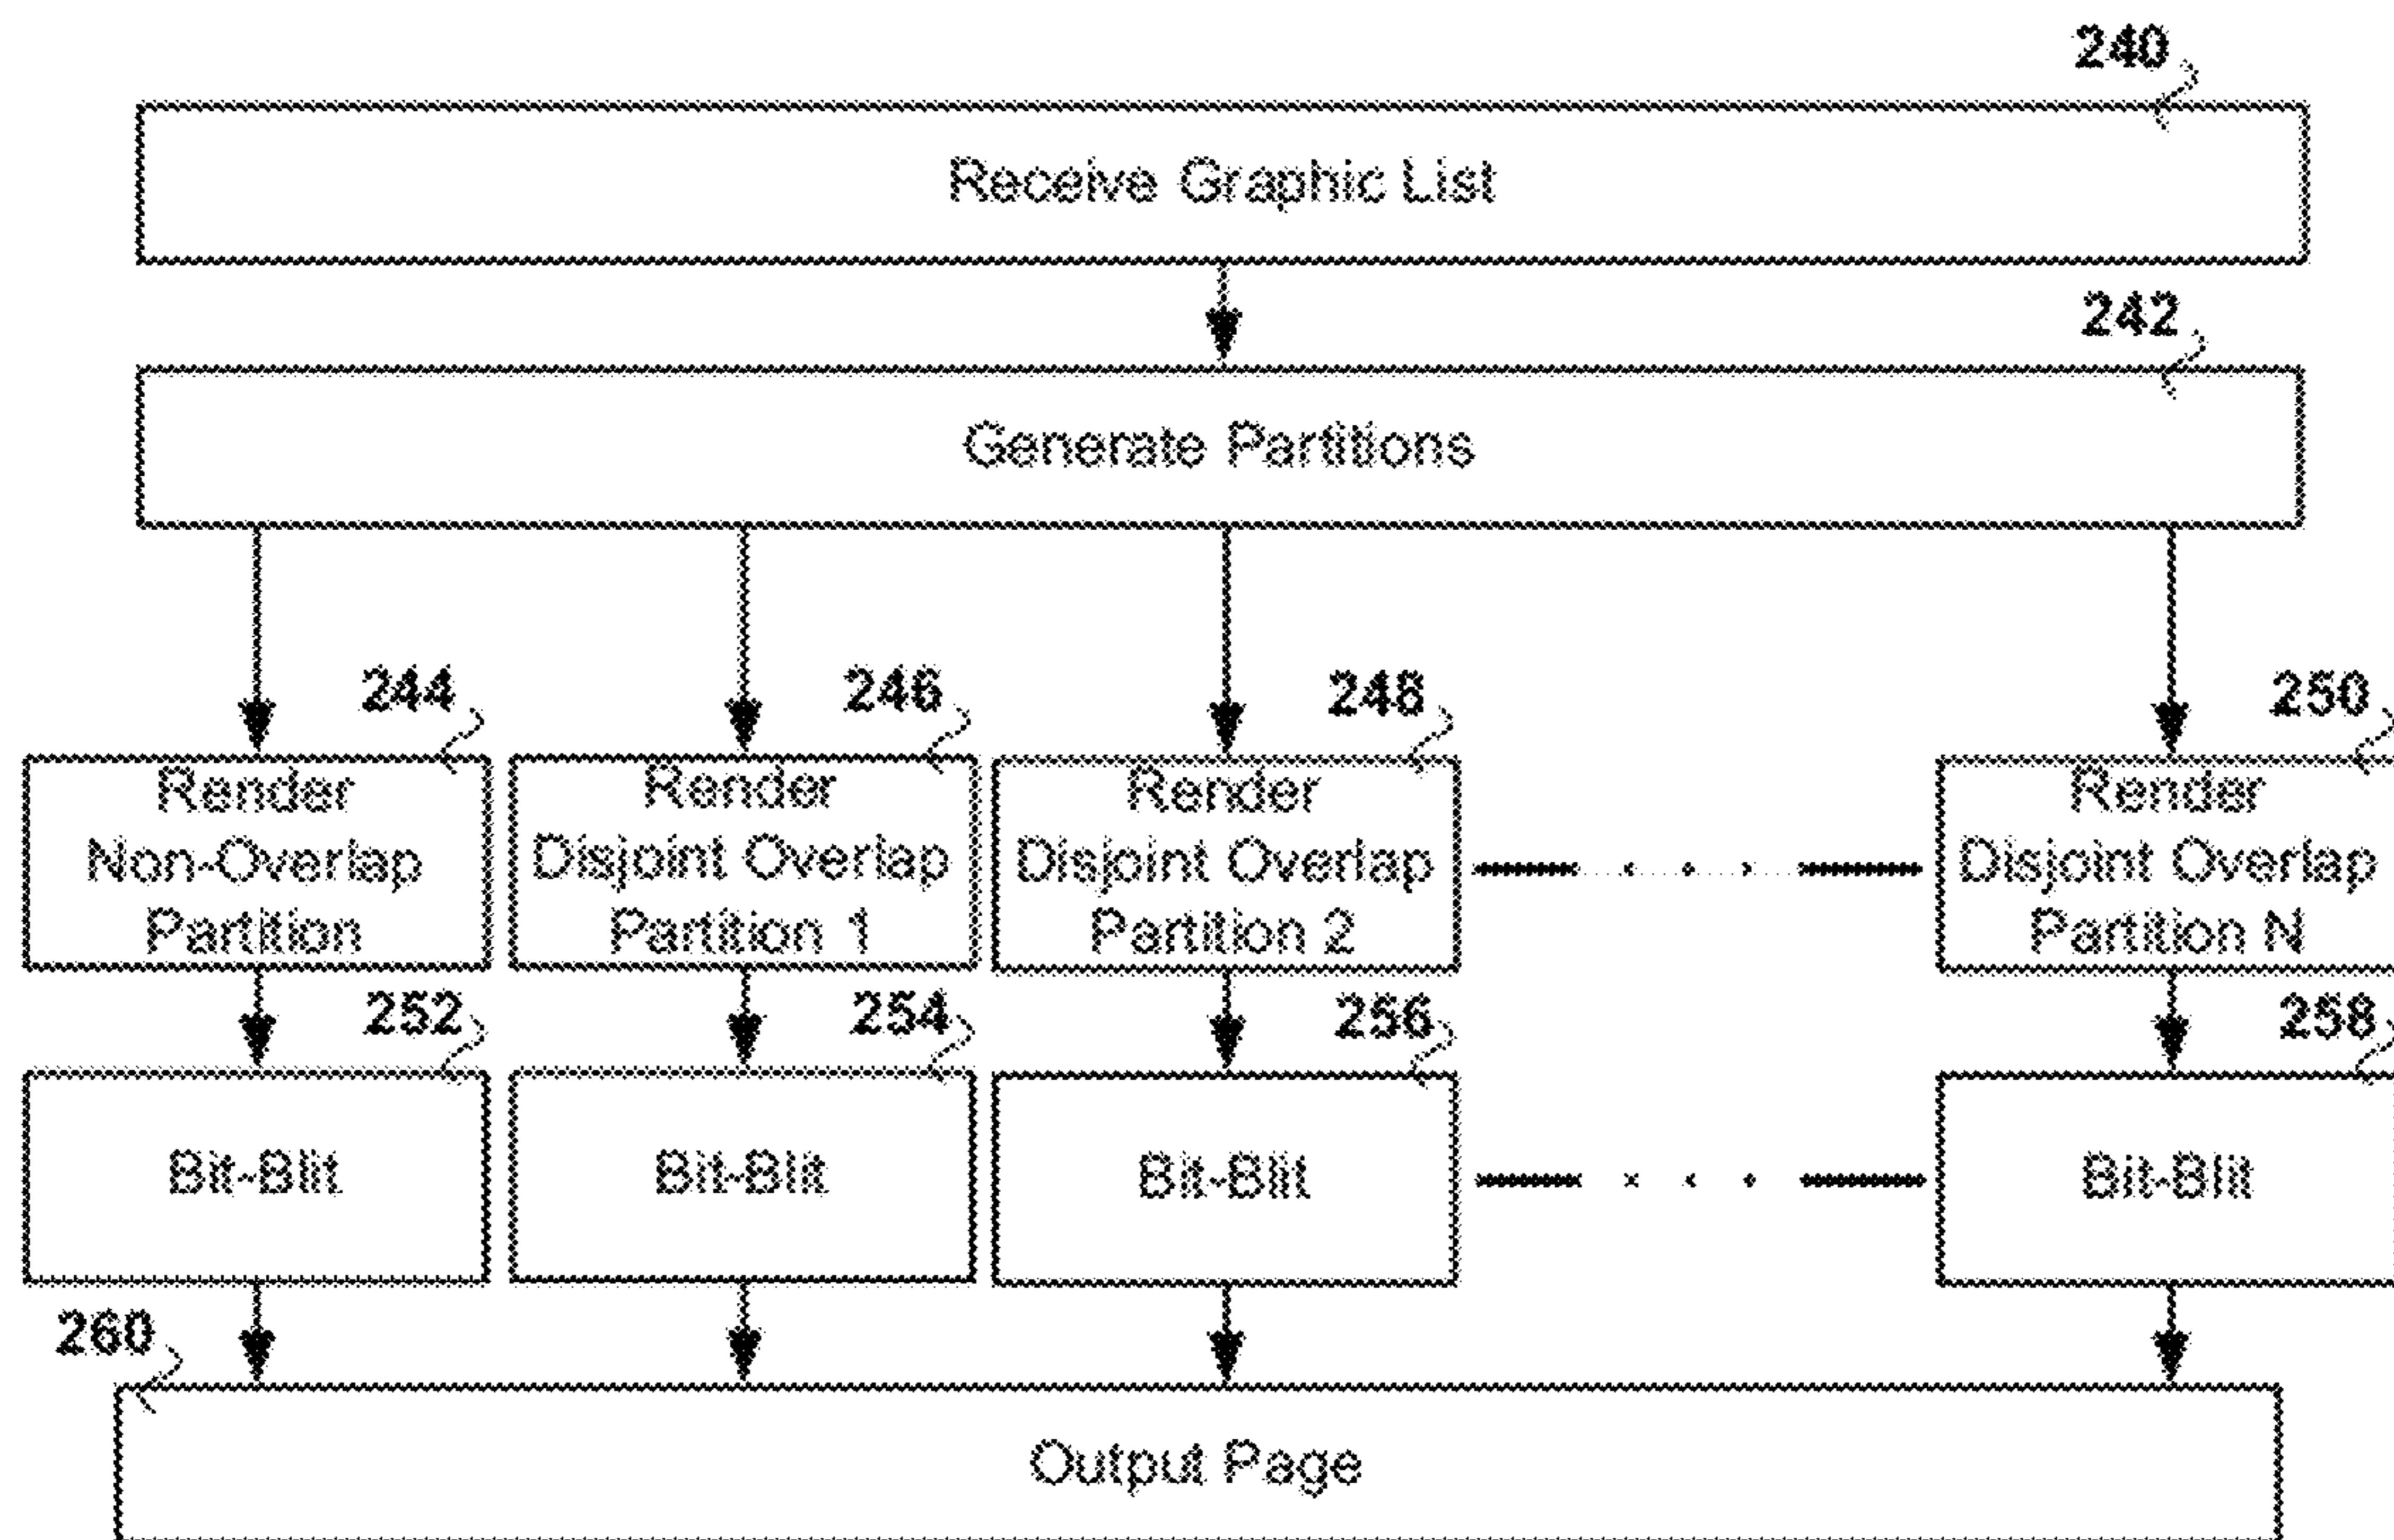 240
Receive Graphic List
242
Generate Partitions
244
246
248
250
Render
Non-Overlap
Partition
Render
Disjoint Overlap
Partition 1
Render
Disjoint Overlap
Partition 2
Render
Disjoint Overlap
Partition N
252
254
256
258
Bit-Blit
Bit-Blit
Bit-Blit
Bit-Blit
260
Output Page